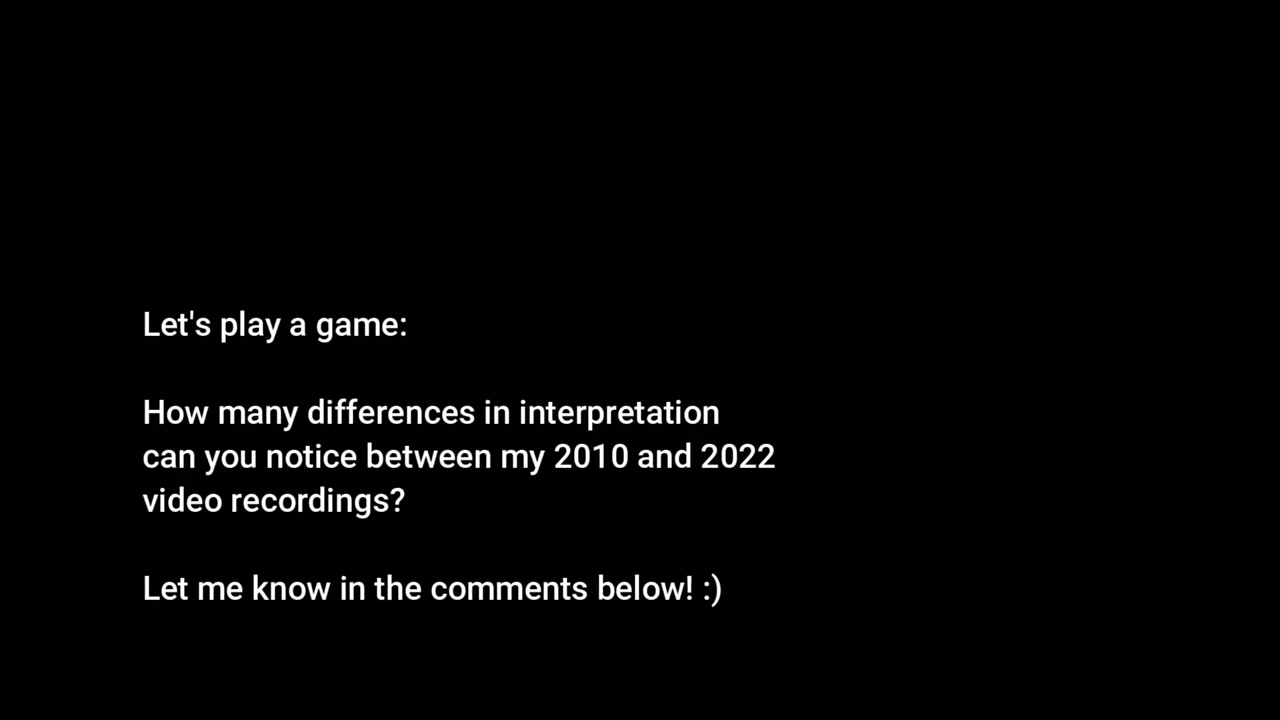 Let's play a game:
How many differences in interpretation
can you notice between my 2010 and 2022
video recordings?
Let me know in the comments below! :)